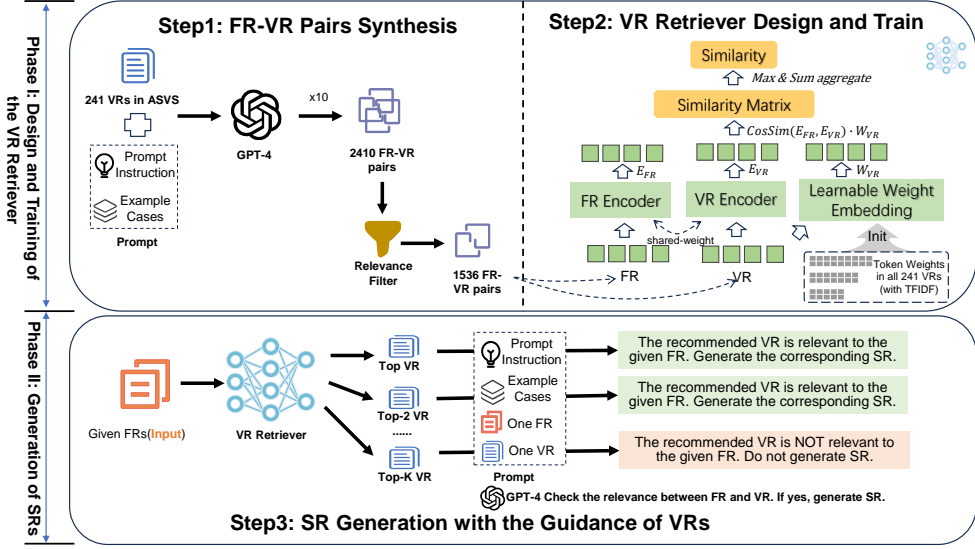 Phase I: Design and Training of
the VR Retriever
Step1: FR-VR Pairs Synthesis
241 VRs in ASVS
Prompt
Instruction
Example
Cases
Prompt
GPT-4
x10
2410 FR-VR
pairs
Relevance
Filter
1536 FR-
VR pairs
Step2: VR Retriever Design and Train
Similarity
Max & Sum aggregate
Similarity Matrix
CosSim(E_FR, E_VR) · W_VR
E_FR
E_VR
W_VR
FR Encoder
VR Encoder
Learnable Weight
Embedding
shared-weight
Init
FR
VR
Token Weights
in all 241 VRs
(with TFIDF)
Phase II: Generation of SRs
Given FRs(Input)
VR Retriever
Top VR
Top-2 VR
......
Top-K VR
Prompt
Instruction
Example
Cases
One FR
One VR
Prompt
The recommended VR is relevant to the
given FR. Generate the corresponding SR.
The recommended VR is relevant to the
given FR. Generate the corresponding SR.
The recommended VR is NOT relevant to
the given FR. Do not generate SR.
GPT-4 Check the relevance between FR and VR. If yes, generate SR.
Step3: SR Generation with the Guidance of VRs